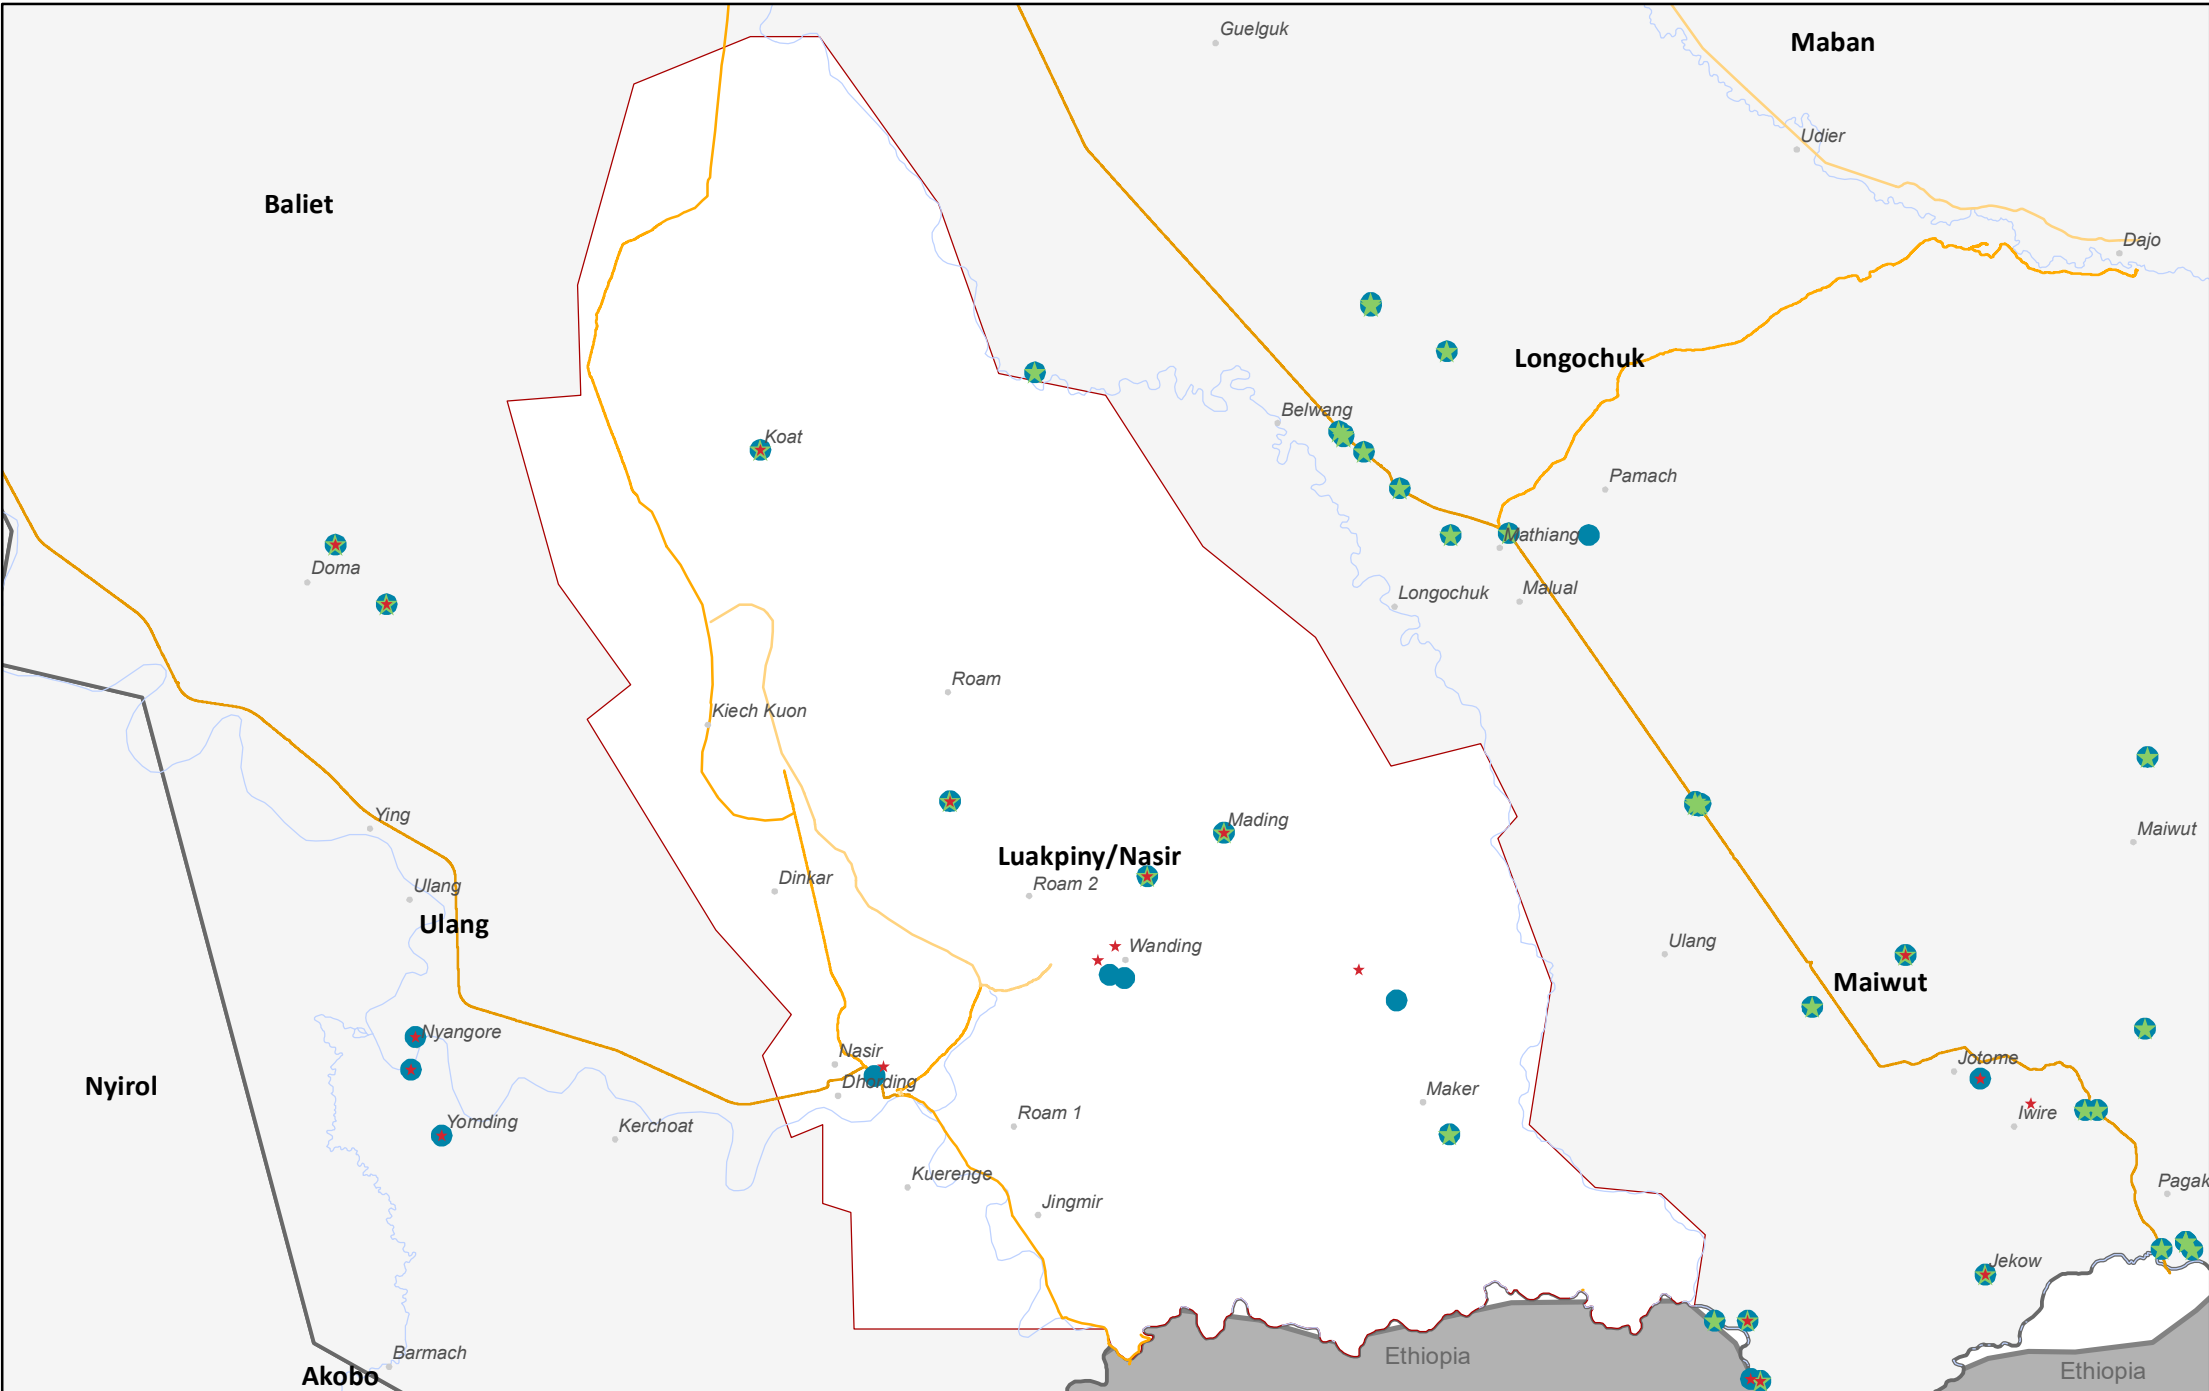 Guelguk
Maban
Udier
Baliet
Dajo
Longochuk
Belwang
Koat
Pamach
Mathiang
Doma
Malual
Longochuk
Roam
Kiech Kuon
Ying
Mading
Maiwut
Luakpiny/Nasir
Dinkar
Roam 2
Ulang
Ulang
Wanding
Ulang
Maiwut
Nyangore
Nasir
Jotome
Dhording
Nyirol
Maker
Roam 1
Iwire
Yomding
Kerchoat
Kuerenge
Pagak
Jingmir
Jekow
Barmach
Ethiopia
Akobo
Ethiopia